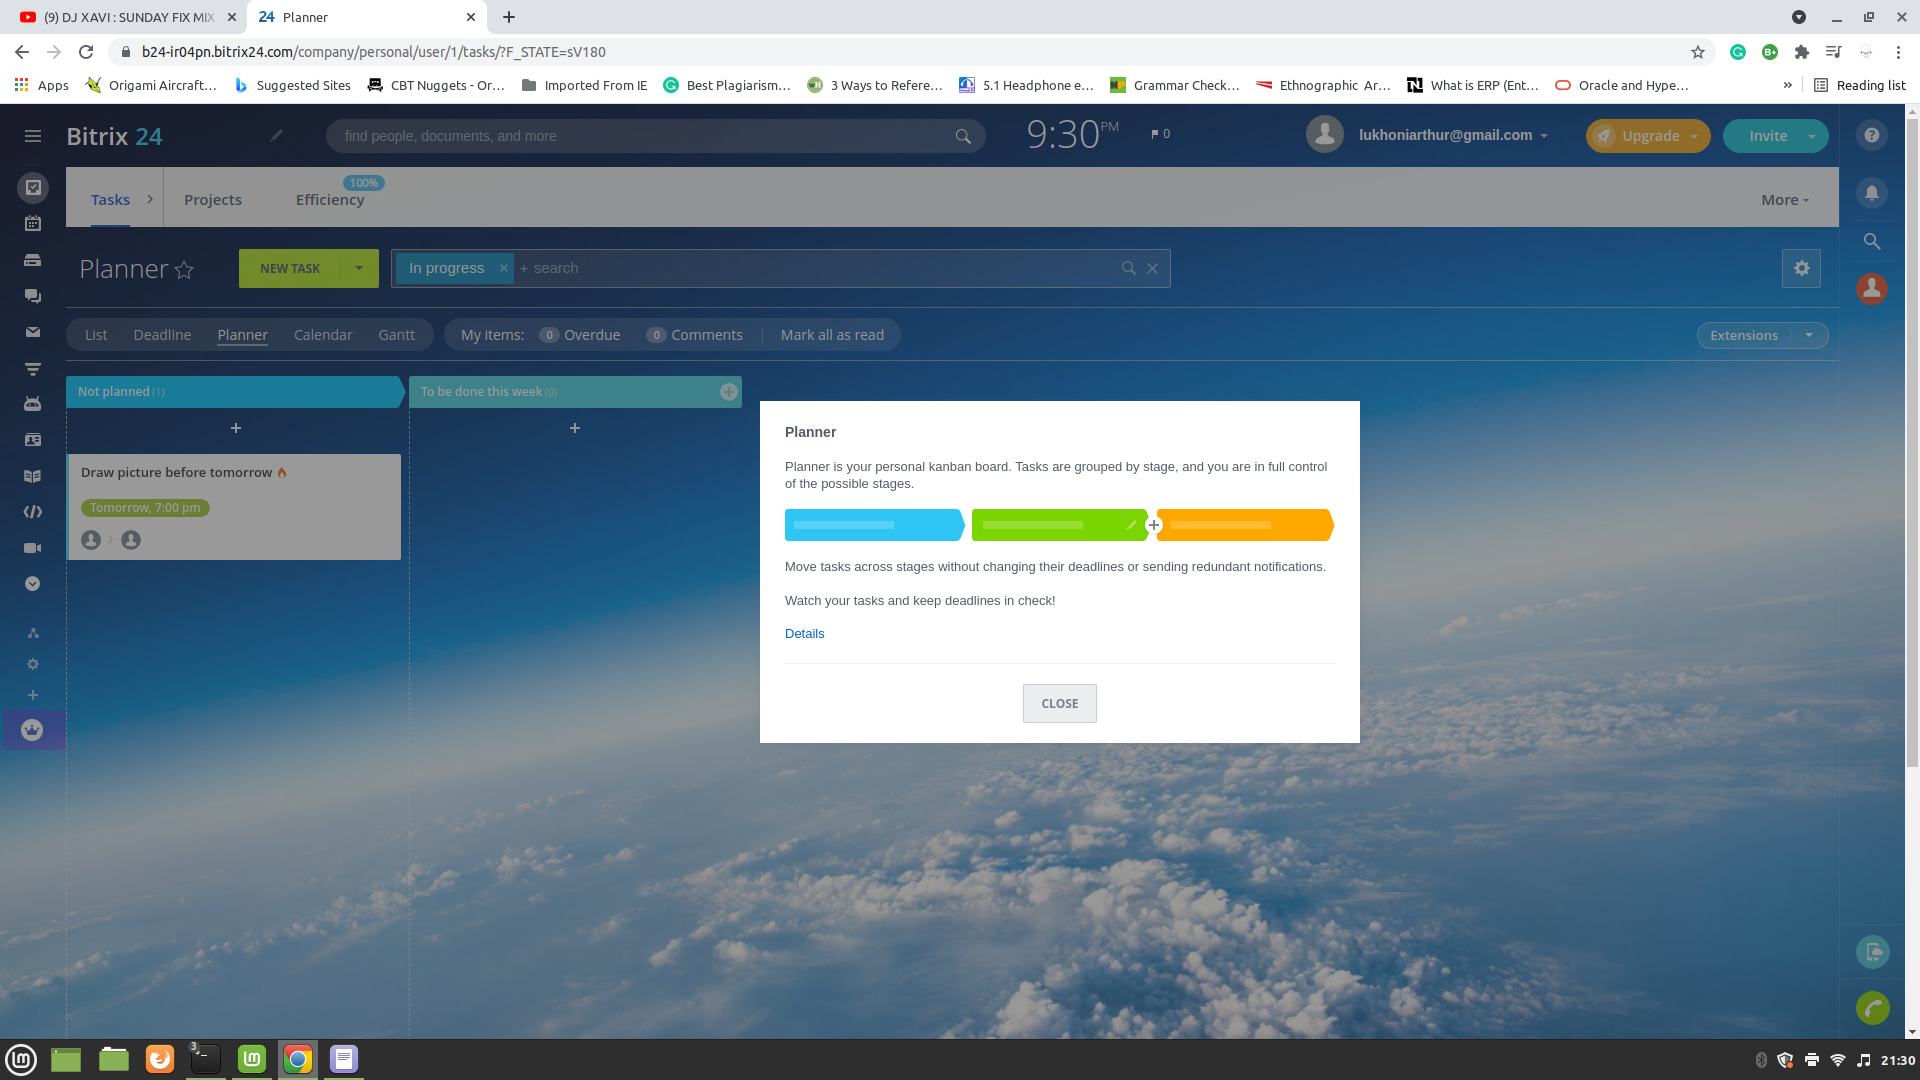 (9) DJ XAVI : SUNDAY FIX MIX
24 Planner
b24-ir04pn.bitrix24.com/company/personal/user/1/tasks/?F_STATE=sV180
Apps Origami Aircraft... Suggested Sites CBT Nuggets - Or... Imported From IE Best Plagiarism... 3 Ways to Refere... 5.1 Headphone e... Grammar Check... Ethnographic Ar... What is ERP (Ent... Oracle and Hype... » Reading list
Bitrix 24 find people, documents, and more 9:30 PM 0 lukhoniarthur@gmail.com Upgrade Invite
100%
Tasks Projects Efficiency More
Planner NEW TASK In progress × + search
List Deadline Planner Calendar Gantt My items: 0 Overdue 0 Comments Mark all as read Extensions
Not planned (1) To be done this week (0)
Draw picture before tomorrow
Tomorrow, 7:00 pm
Planner
Planner is your personal kanban board. Tasks are grouped by stage, and you are in full control
of the possible stages.
Move tasks across stages without changing their deadlines or sending redundant notifications.
Watch your tasks and keep deadlines in check!
Details
CLOSE
3 21:30